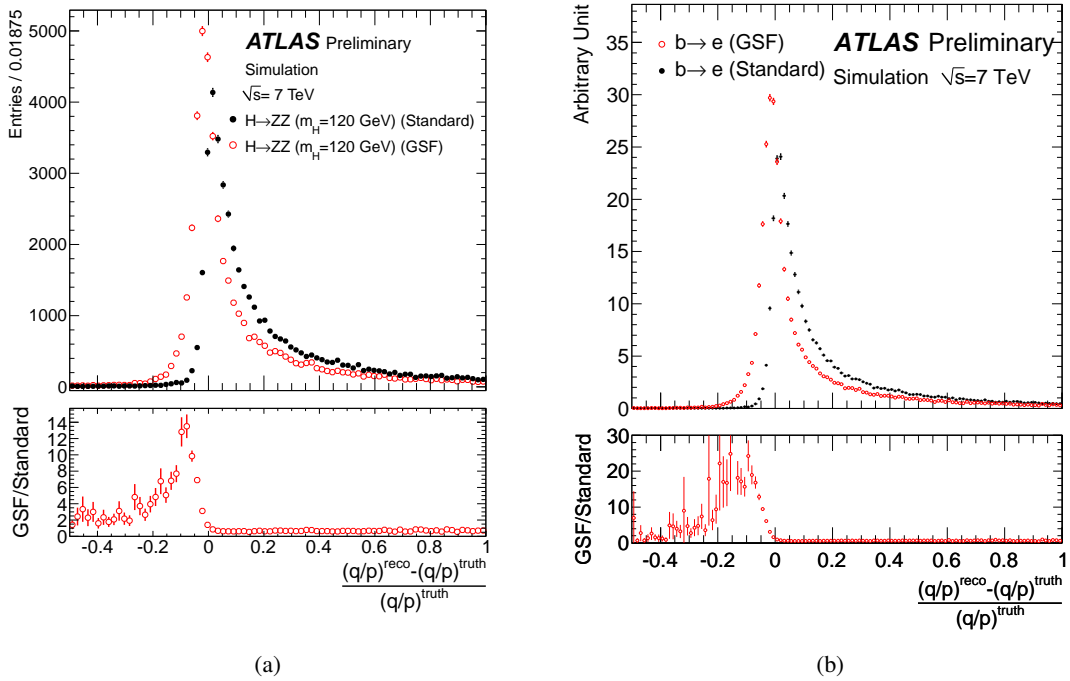 Entries / 0.01875
5000
4000
3000
2000
1000
0
ATLAS Preliminary
Simulation
√s= 7 TeV
H→ZZ (m_H=120 GeV) (Standard)
H→ZZ (m_H=120 GeV) (GSF)
GSF/Standard
14
12
10
8
6
4
2
0
-0.4 -0.2 0 0.2 0.4 0.6 0.8 1
(q/p)^reco-(q/p)^truth
(q/p)^truth
(a)
Arbitrary Unit
35
30
25
20
15
10
5
0
b→e (GSF)
b→e (Standard)
ATLAS Preliminary
Simulation √s= 7 TeV
GSF/Standard
30
20
10
0
-0.4 -0.2 0 0.2 0.4 0.6 0.8 1
(q/p)^reco-(q/p)^truth
(q/p)^truth
(b)